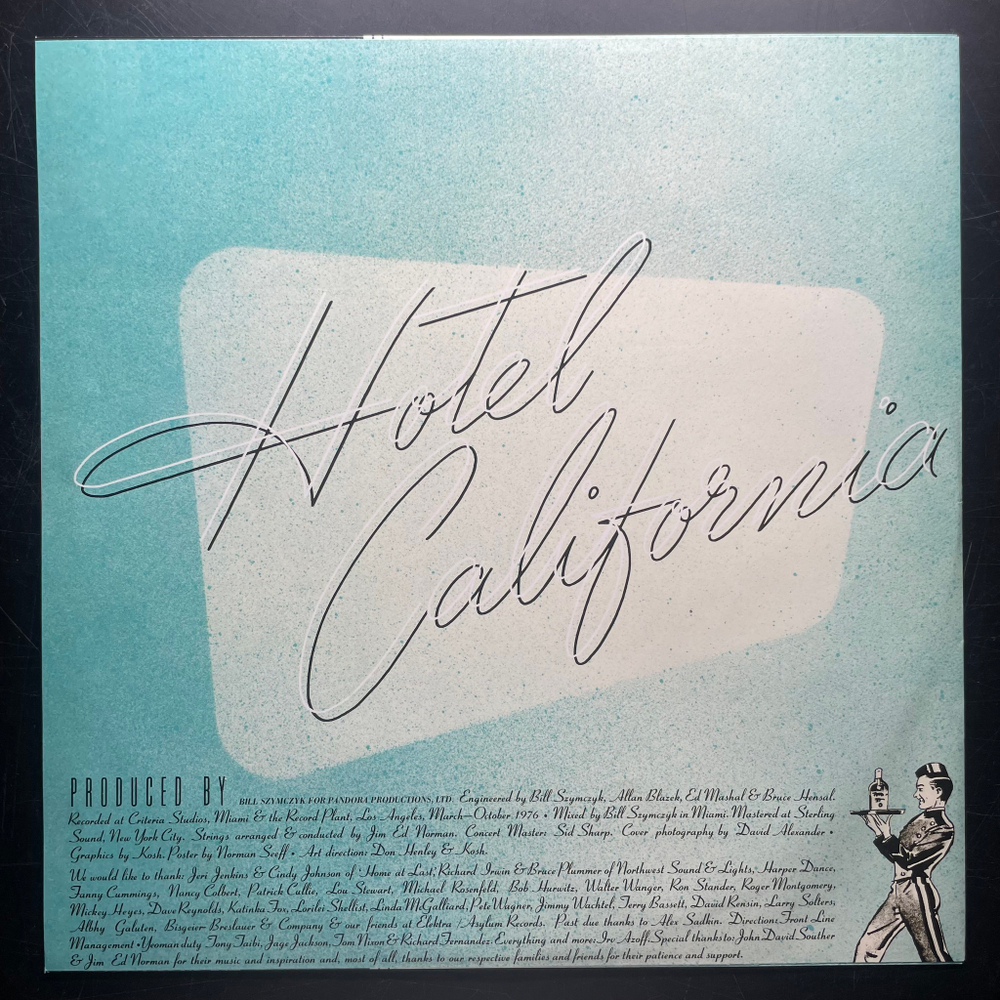 Hotel
California
PRODUCED BY BILL SZYMCZYK FOR PANDORA PRODUCTIONS, LTD. Engineered by Bill Szymczyk, Allan Blazek, Ed Mashal & Bruce Hensal.
Recorded at Criteria Studios, Miami & the Record Plant, Los Angeles, March—October 1976 • Mixed by Bill Szymczyk in Miami. Mastered at Sterling
Sound, New York City. Strings arranged & conducted by Jim Ed Norman. Concert Master: Sid Sharp. Cover photography by David Alexander •
Graphics by Kosh. Poster by Norman Seeff • Art direction: Don Henley & Kosh.
We would like to thank: Jeri Jenkins & Cindy Johnson of 'Home at Last,' Richard Irwin & Bruce Plummer of Northwest Sound & Lights, Harper Dance,
Fanny Cummings, Nancy Colbert, Patrick Cullie, Lou Stewart, Michael Rosenfeld, Bob Hurwitz, Walter Wanger, Ron Stander, Roger Montgomery,
Mickey Heyes, Dave Reynolds, Katinka Fox, Lorilei Shellist, Linda McGalliard, Pete Wagner, Jimmy Wachtel, Terry Bassett, David Rensin, Larry Solters,
Albhy Galuten, Bisgeier Breslauer & Company & our friends at Elektra/Asylum Records. Past due thanks to Alex Sadkin. Direction: Front Line
Management • Yeoman duty Tony Taibi, Jage Jackson, Tom Nixon & Richard Fernandez. Everything and more: Irv Azoff. Special thanks to: John David Souther
& Jim Ed Norman for their music and inspiration and, most of all, thanks to our respective families and friends for their patience and support.